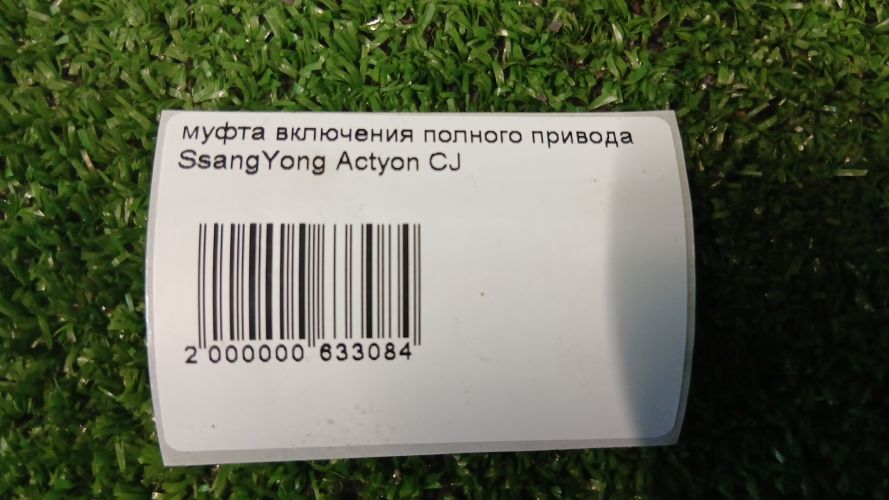 муфта включения полного привода
SsangYong Actyon CJ
2 000000 633084